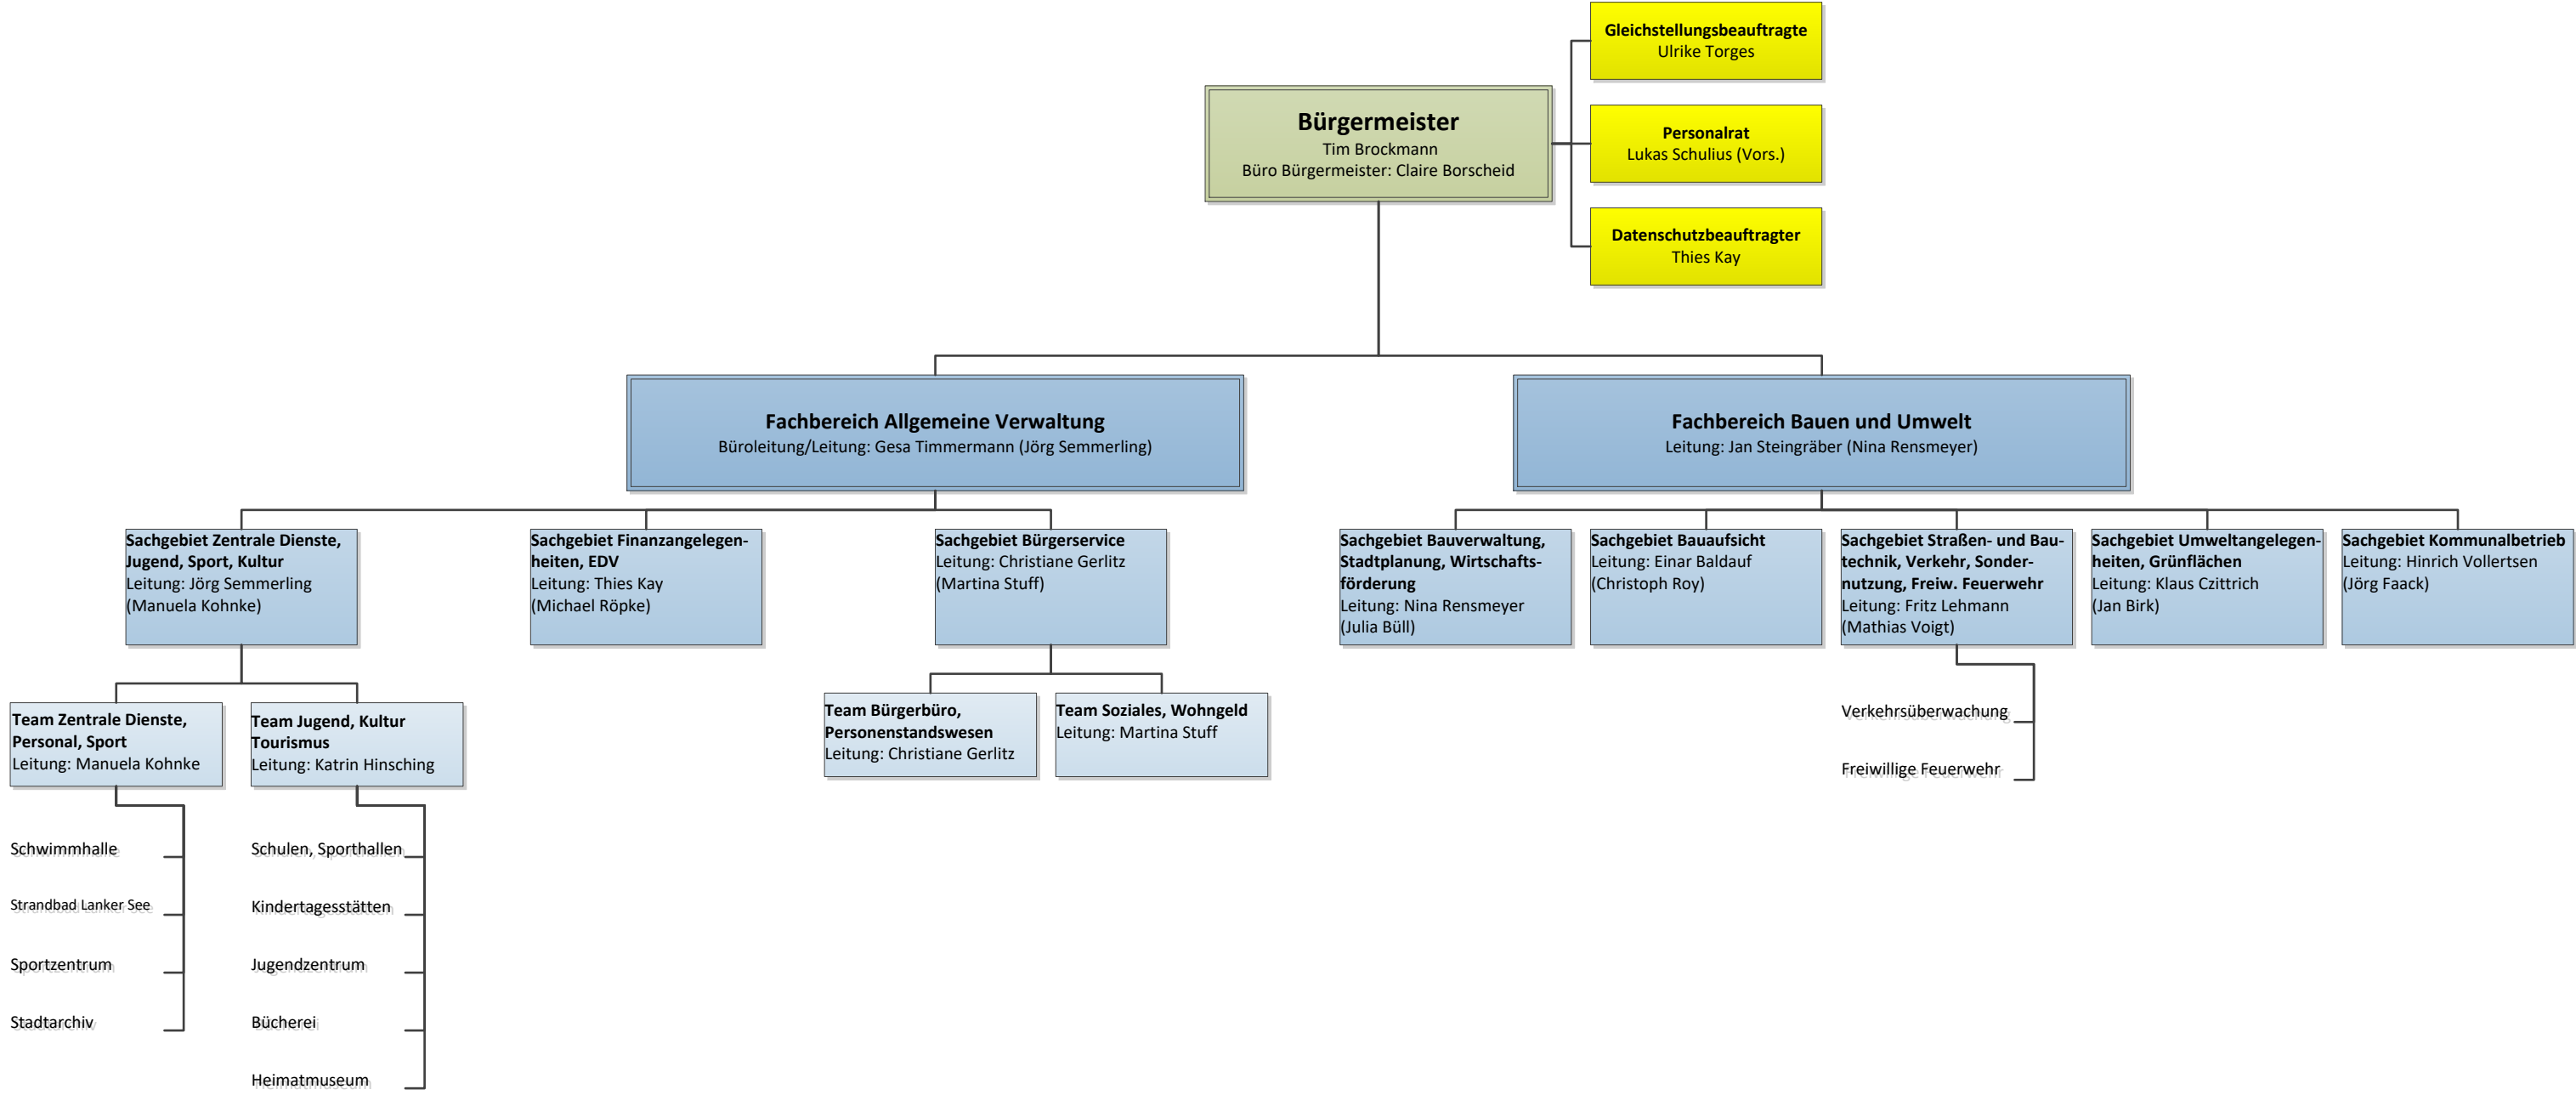 Gleichstellungsbeauftragte
Ulrike Torges
Bürgermeister
Tim Brockmann
Büro Bürgermeister: Claire Borscheid
Personalrat
Lukas Schulius (Vors.)
Datenschutzbeauftragter
Thies Kay
Fachbereich Allgemeine Verwaltung
Büroleitung/Leitung: Gesa Timmermann (Jörg Semmerling)
Fachbereich Bauen und Umwelt
Leitung: Jan Steingräber (Nina Rensmeyer)
Sachgebiet Zentrale Dienste,
Jugend, Sport, Kultur
Leitung: Jörg Semmerling
(Manuela Kohnke)
Sachgebiet Finanzangelegen-
heiten, EDV
Leitung: Thies Kay
(Michael Röpke)
Sachgebiet Bürgerservice
Leitung: Christiane Gerlitz
(Martina Stuff)
Sachgebiet Bauverwaltung,
Stadtplanung, Wirtschafts-
förderung
Leitung: Nina Rensmeyer
(Julia Büll)
Sachgebiet Bauaufsicht
Leitung: Einar Baldauf
(Christoph Roy)
Sachgebiet Straßen- und Bau-
technik, Verkehr, Sonder-
nutzung, Freiw. Feuerwehr
Leitung: Fritz Lehmann
(Mathias Voigt)
Sachgebiet Umweltangelegen-
heiten, Grünflächen
Leitung: Klaus Czittrich
(Jan Birk)
Sachgebiet Kommunalbetrieb
Leitung: Hinrich Vollertsen
(Jörg Faack)
Team Zentrale Dienste,
Personal, Sport
Leitung: Manuela Kohnke
Team Jugend, Kultur
Tourismus
Leitung: Katrin Hinsching
Team Bürgerbüro,
Personenstandswesen
Leitung: Christiane Gerlitz
Team Soziales, Wohngeld
Leitung: Martina Stuff
Verkehrsüberwachung
Freiwillige Feuerwehr
Schwimmhalle
Strandbad Lanker See
Sportzentrum
Stadtarchiv
Schulen, Sporthallen
Kindertagesstätten
Jugendzentrum
Bücherei
Heimatmuseum